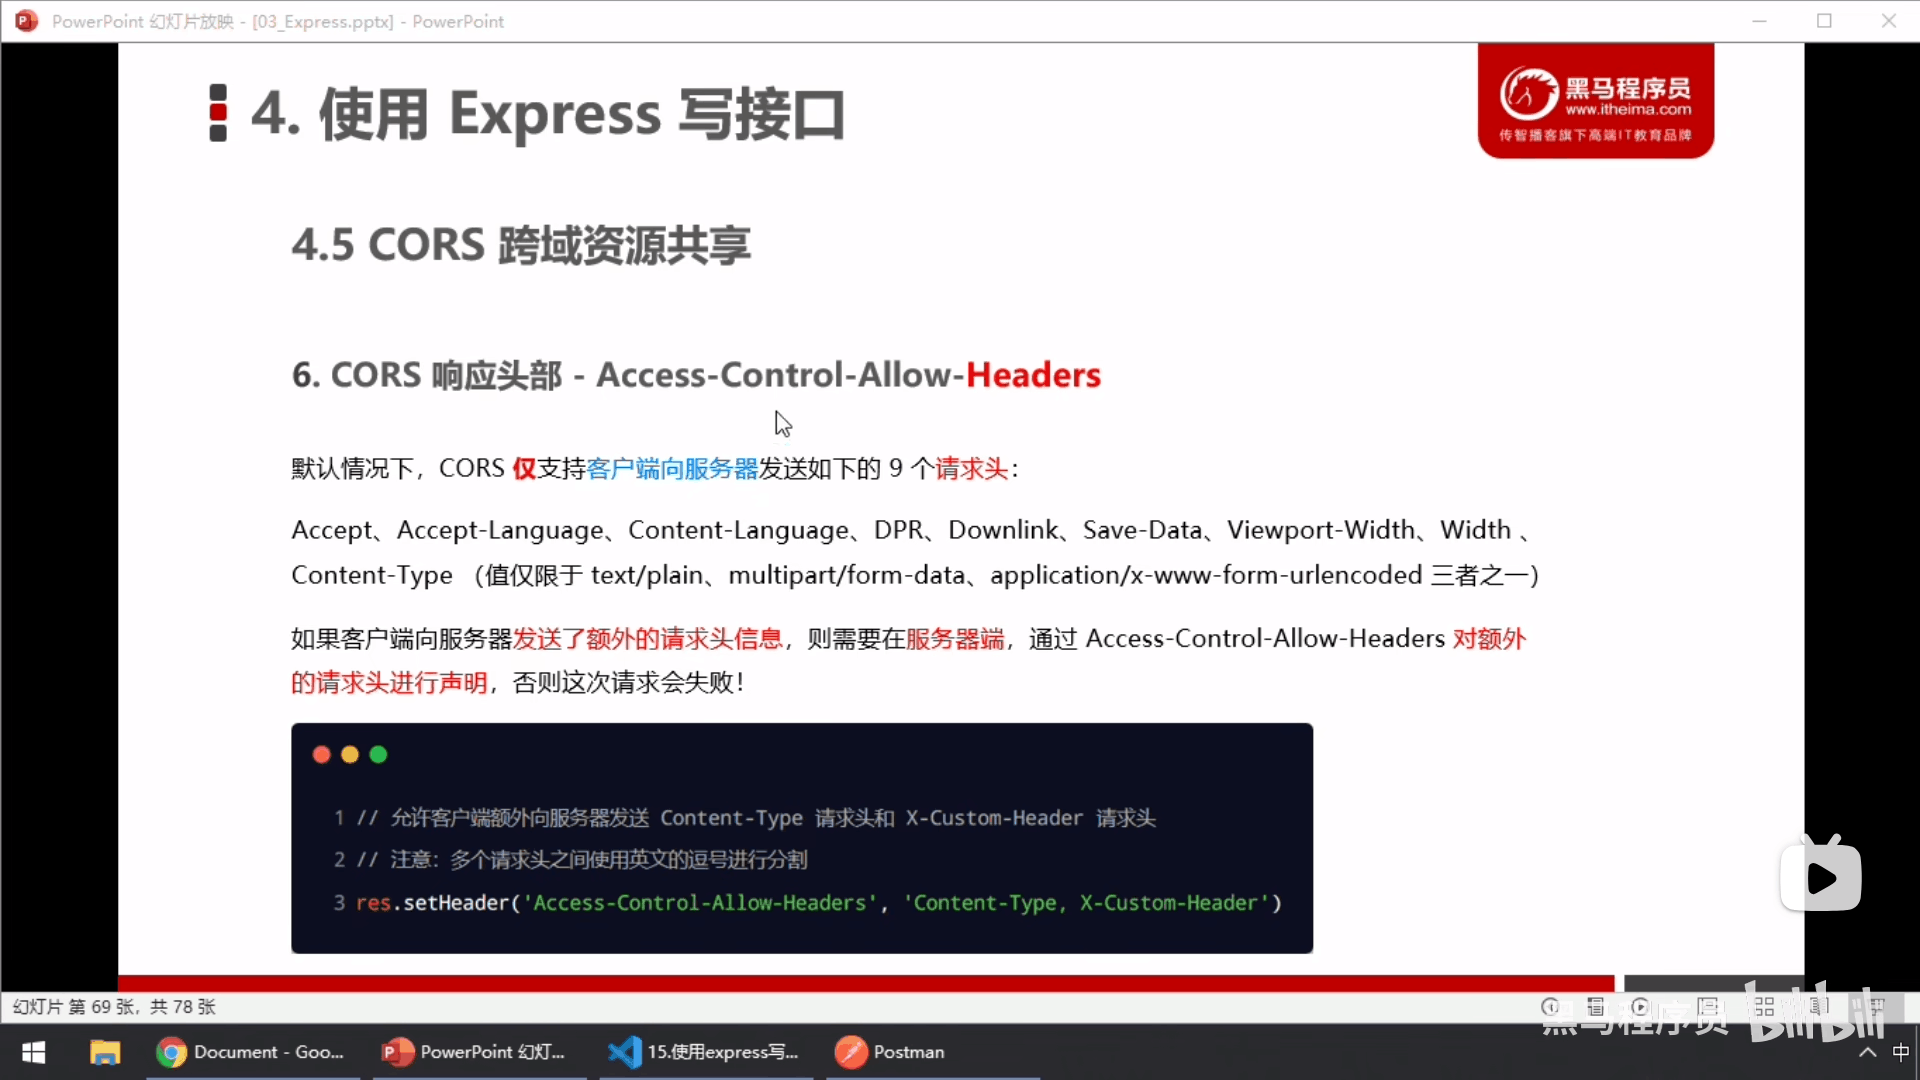 PowerPoint 幻灯片放映 - [03_Express.pptx] - PowerPoint
4. 使用 Express 写接口
黑马程序员
www.itheima.com
传智播客旗下高端IT教育品牌
4.5 CORS 跨域资源共享
6. CORS 响应头部 - Access-Control-Allow-Headers
默认情况下，CORS 仅支持客户端向服务器发送如下的 9 个请求头：
Accept、Accept-Language、Content-Language、DPR、Downlink、Save-Data、Viewport-Width、Width 、
Content-Type （值仅限于 text/plain、multipart/form-data、application/x-www-form-urlencoded 三者之一）
如果客户端向服务器发送了额外的请求头信息，则需要在服务器端，通过 Access-Control-Allow-Headers 对额外
的请求头进行声明，否则这次请求会失败！
1 // 允许客户端额外向服务器发送 Content-Type 请求头和 X-Custom-Header 请求头
2 // 注意：多个请求头之间使用英文的逗号进行分割
3 res.setHeader('Access-Control-Allow-Headers', 'Content-Type, X-Custom-Header')
幻灯片 第 69 张，共 78 张
黑马程序员 bilibili
Document - Goo...
PowerPoint 幻灯...
15.使用express写...
Postman
中